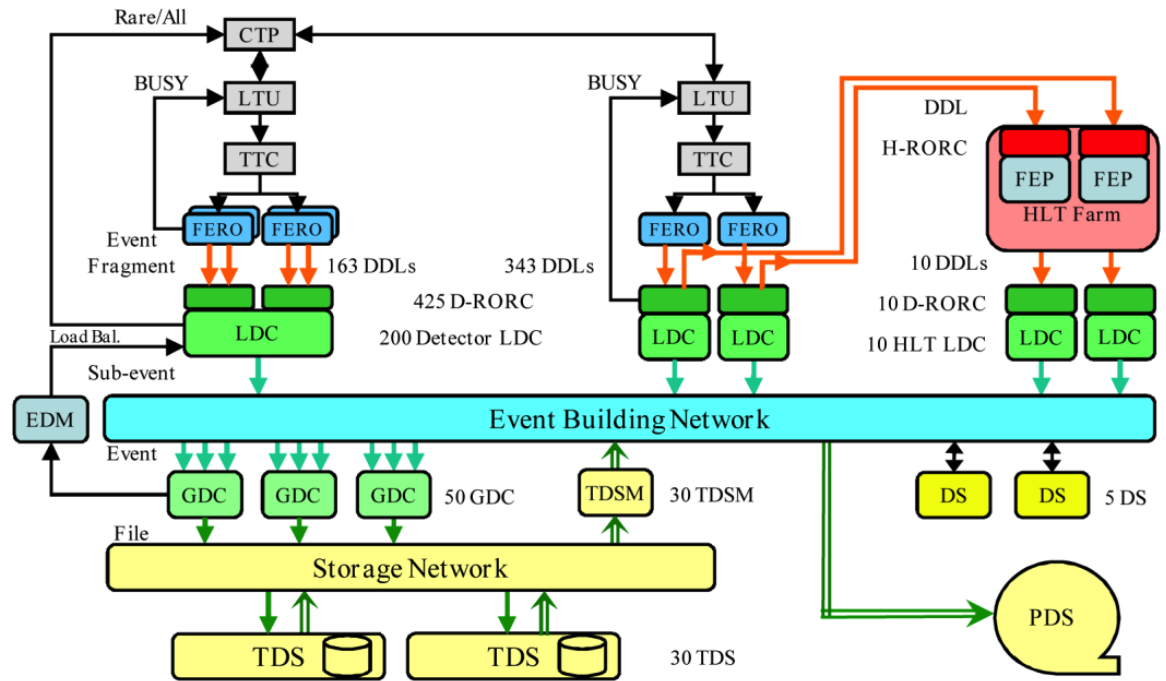 Rare/All
CTP
BUSY
LTU
BUSY
LTU
DDL
H-RORC
TTC
TTC
FEP
FEP
HLT Farm
FERO
FERO
FERO
FERO
Event
Fragment
163 DDLs
343 DDLs
10 DDLs
425 D-RORC
10 D-RORC
LDC
200 Detector LDC
LDC
LDC
10 HLT LDC
LDC
LDC
Load Bal.
Sub-event
EDM
Event Building Network
Event
GDC
GDC
GDC
50 GDC
TDSM
30 TDSM
DS
DS
5 DS
File
Storage Network
PDS
TDS
TDS
30 TDS